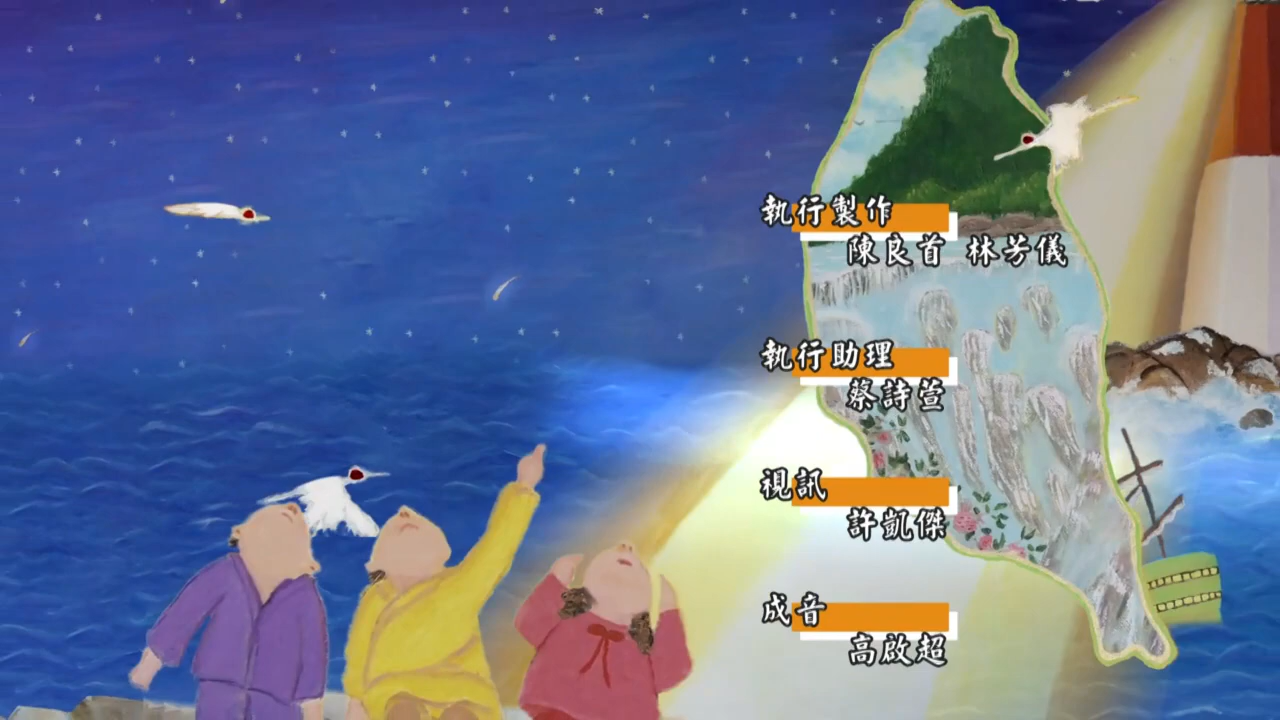 執行製作
陳良首 林芳儀
執行助理
蔡詩萱
視訊
許凱傑
成音
高啟超